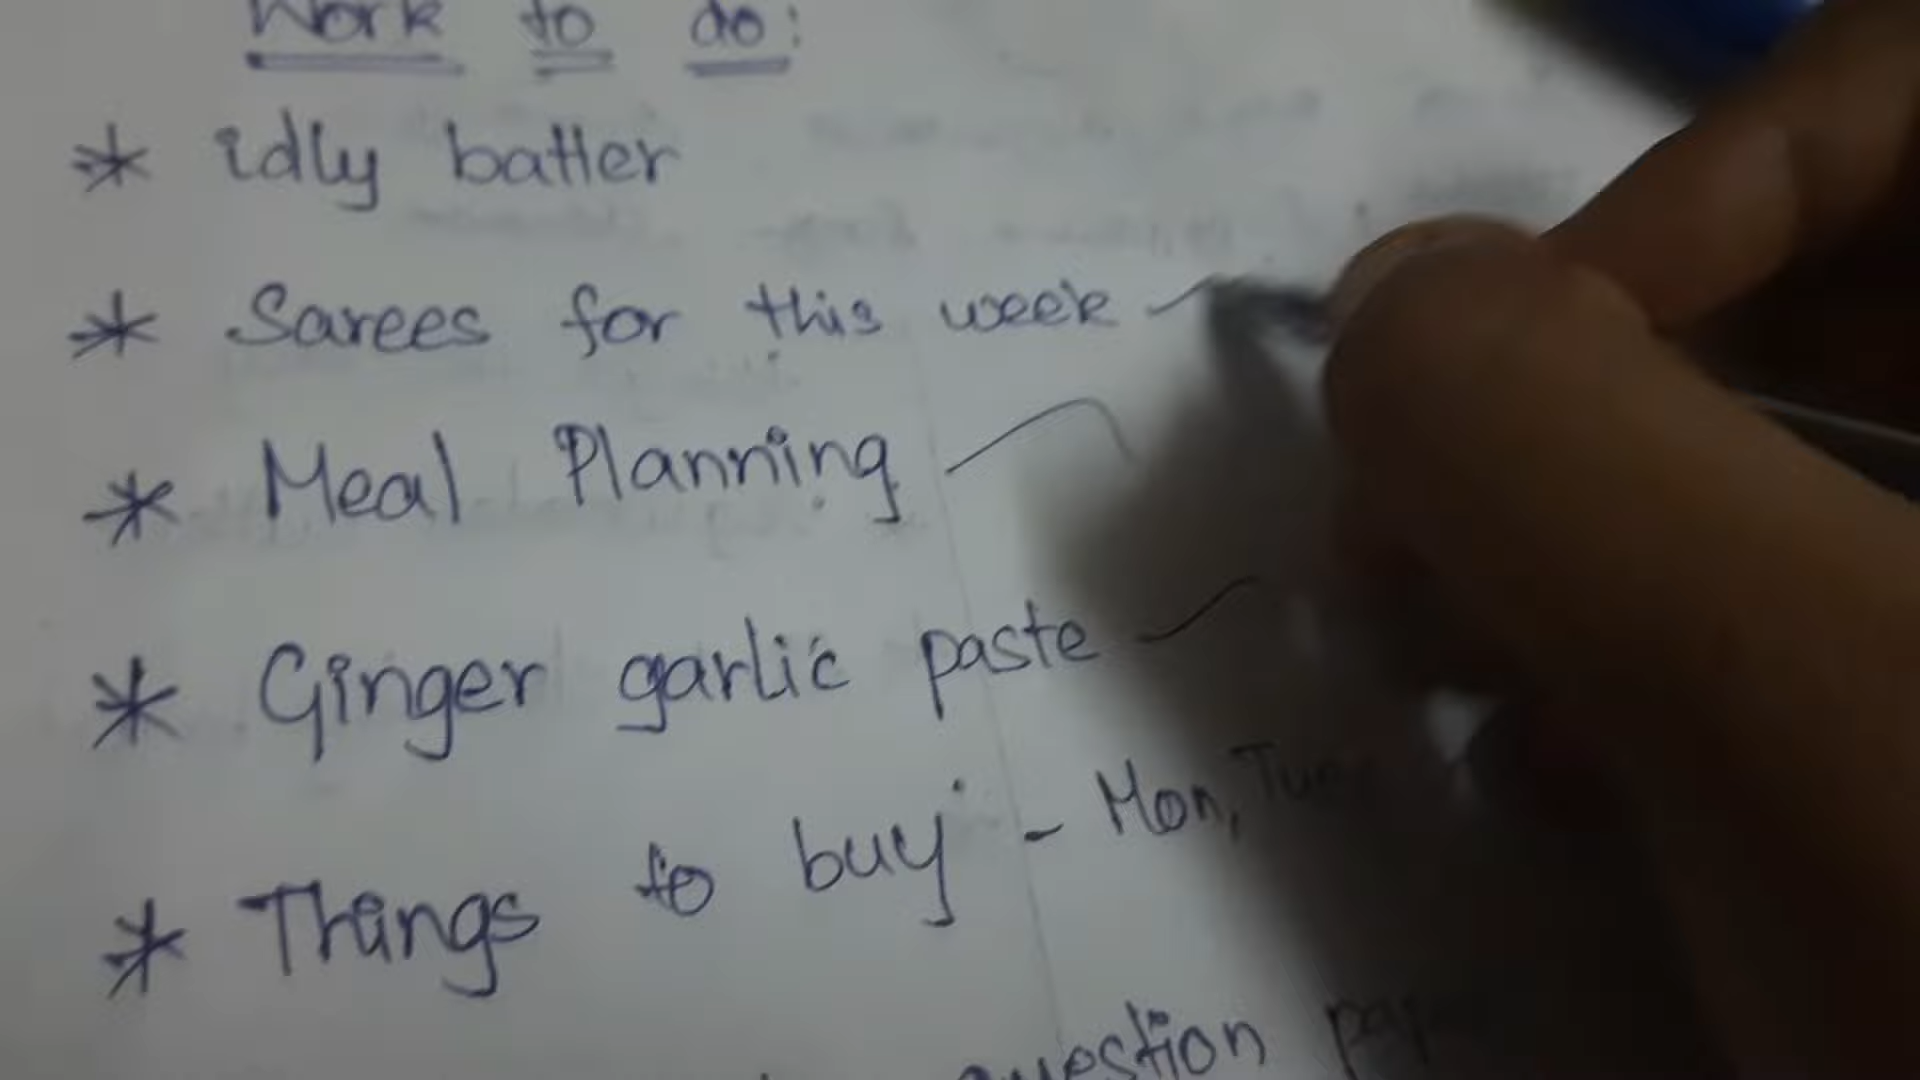 Work to do:
* idly batter
* Sarees for this week
* Meal Planning
* Ginger garlic paste
* Things to buy - Mon, Tue
question